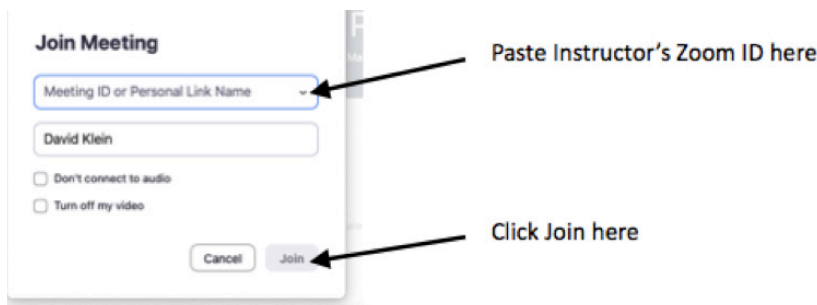 Join Meeting
Paste Instructor's Zoom ID here
Meeting ID or Personal Link Name
David Klein
Don't connect to audio
Turn off my video
Click Join here
Cancel Join